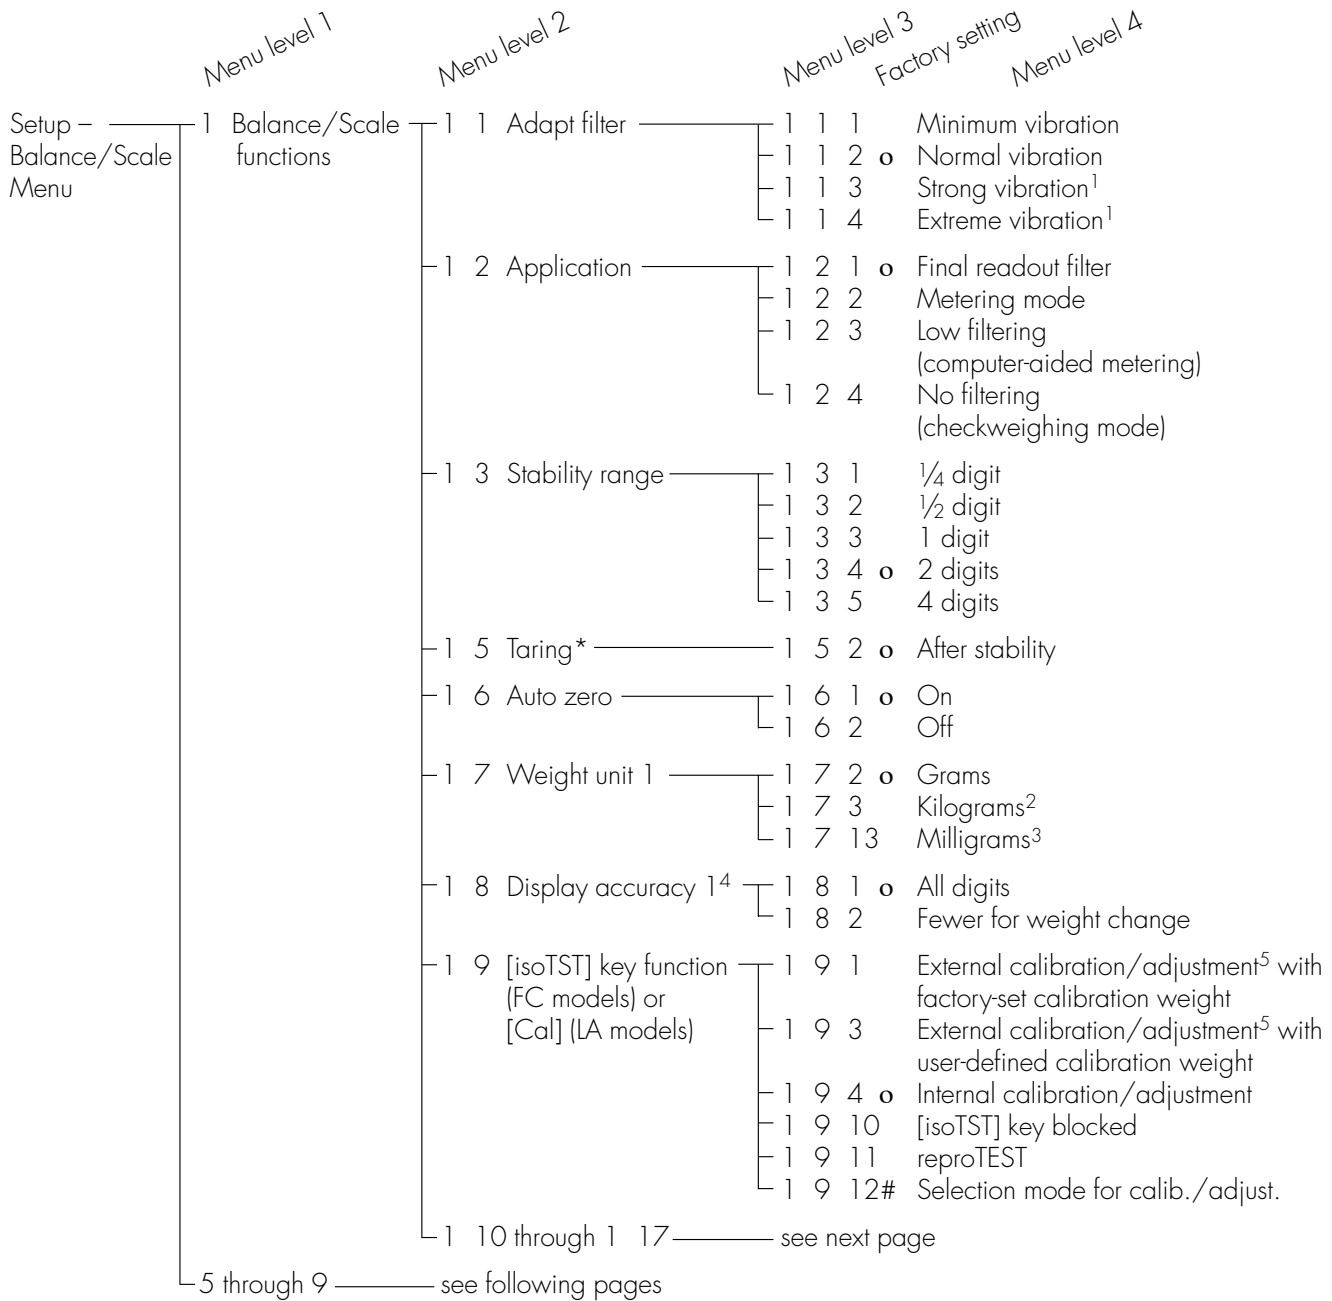 Menu level 1 Menu level 2 Menu level 3 Factory setting Menu level 4
Setup – 1 Balance/Scale 1 1 Adapt filter 1 1 1 Minimum vibration
Balance/Scale functions 1 1 2 o Normal vibration
Menu 1 1 3 Strong vibration1
1 1 4 Extreme vibration1
1 2 Application 1 2 1 o Final readout filter
1 2 2 Metering mode
1 2 3 Low filtering
(computer-aided metering)
1 2 4 No filtering
(checkweighing mode)
1 3 Stability range 1 3 1 1/4 digit
1 3 2 1/2 digit
1 3 3 1 digit
1 3 4 o 2 digits
1 3 5 4 digits
1 5 Taring* 1 5 2 o After stability
1 6 Auto zero 1 6 1 o On
1 6 2 Off
1 7 Weight unit 1 1 7 2 o Grams
1 7 3 Kilograms2
1 7 13 Milligrams3
1 8 Display accuracy 14 1 8 1 o All digits
1 8 2 Fewer for weight change
1 9 [isoTST] key function 1 9 1 External calibration/adjustment5 with
(FC models) or factory-set calibration weight
[Cal] (LA models) 1 9 3 External calibration/adjustment5 with
user-defined calibration weight
1 9 4 o Internal calibration/adjustment
1 9 10 [isoTST] key blocked
1 9 11 reproTEST
1 9 12# Selection mode for calib./adjust.
1 10 through 1 17 see next page
5 through 9 see following pages